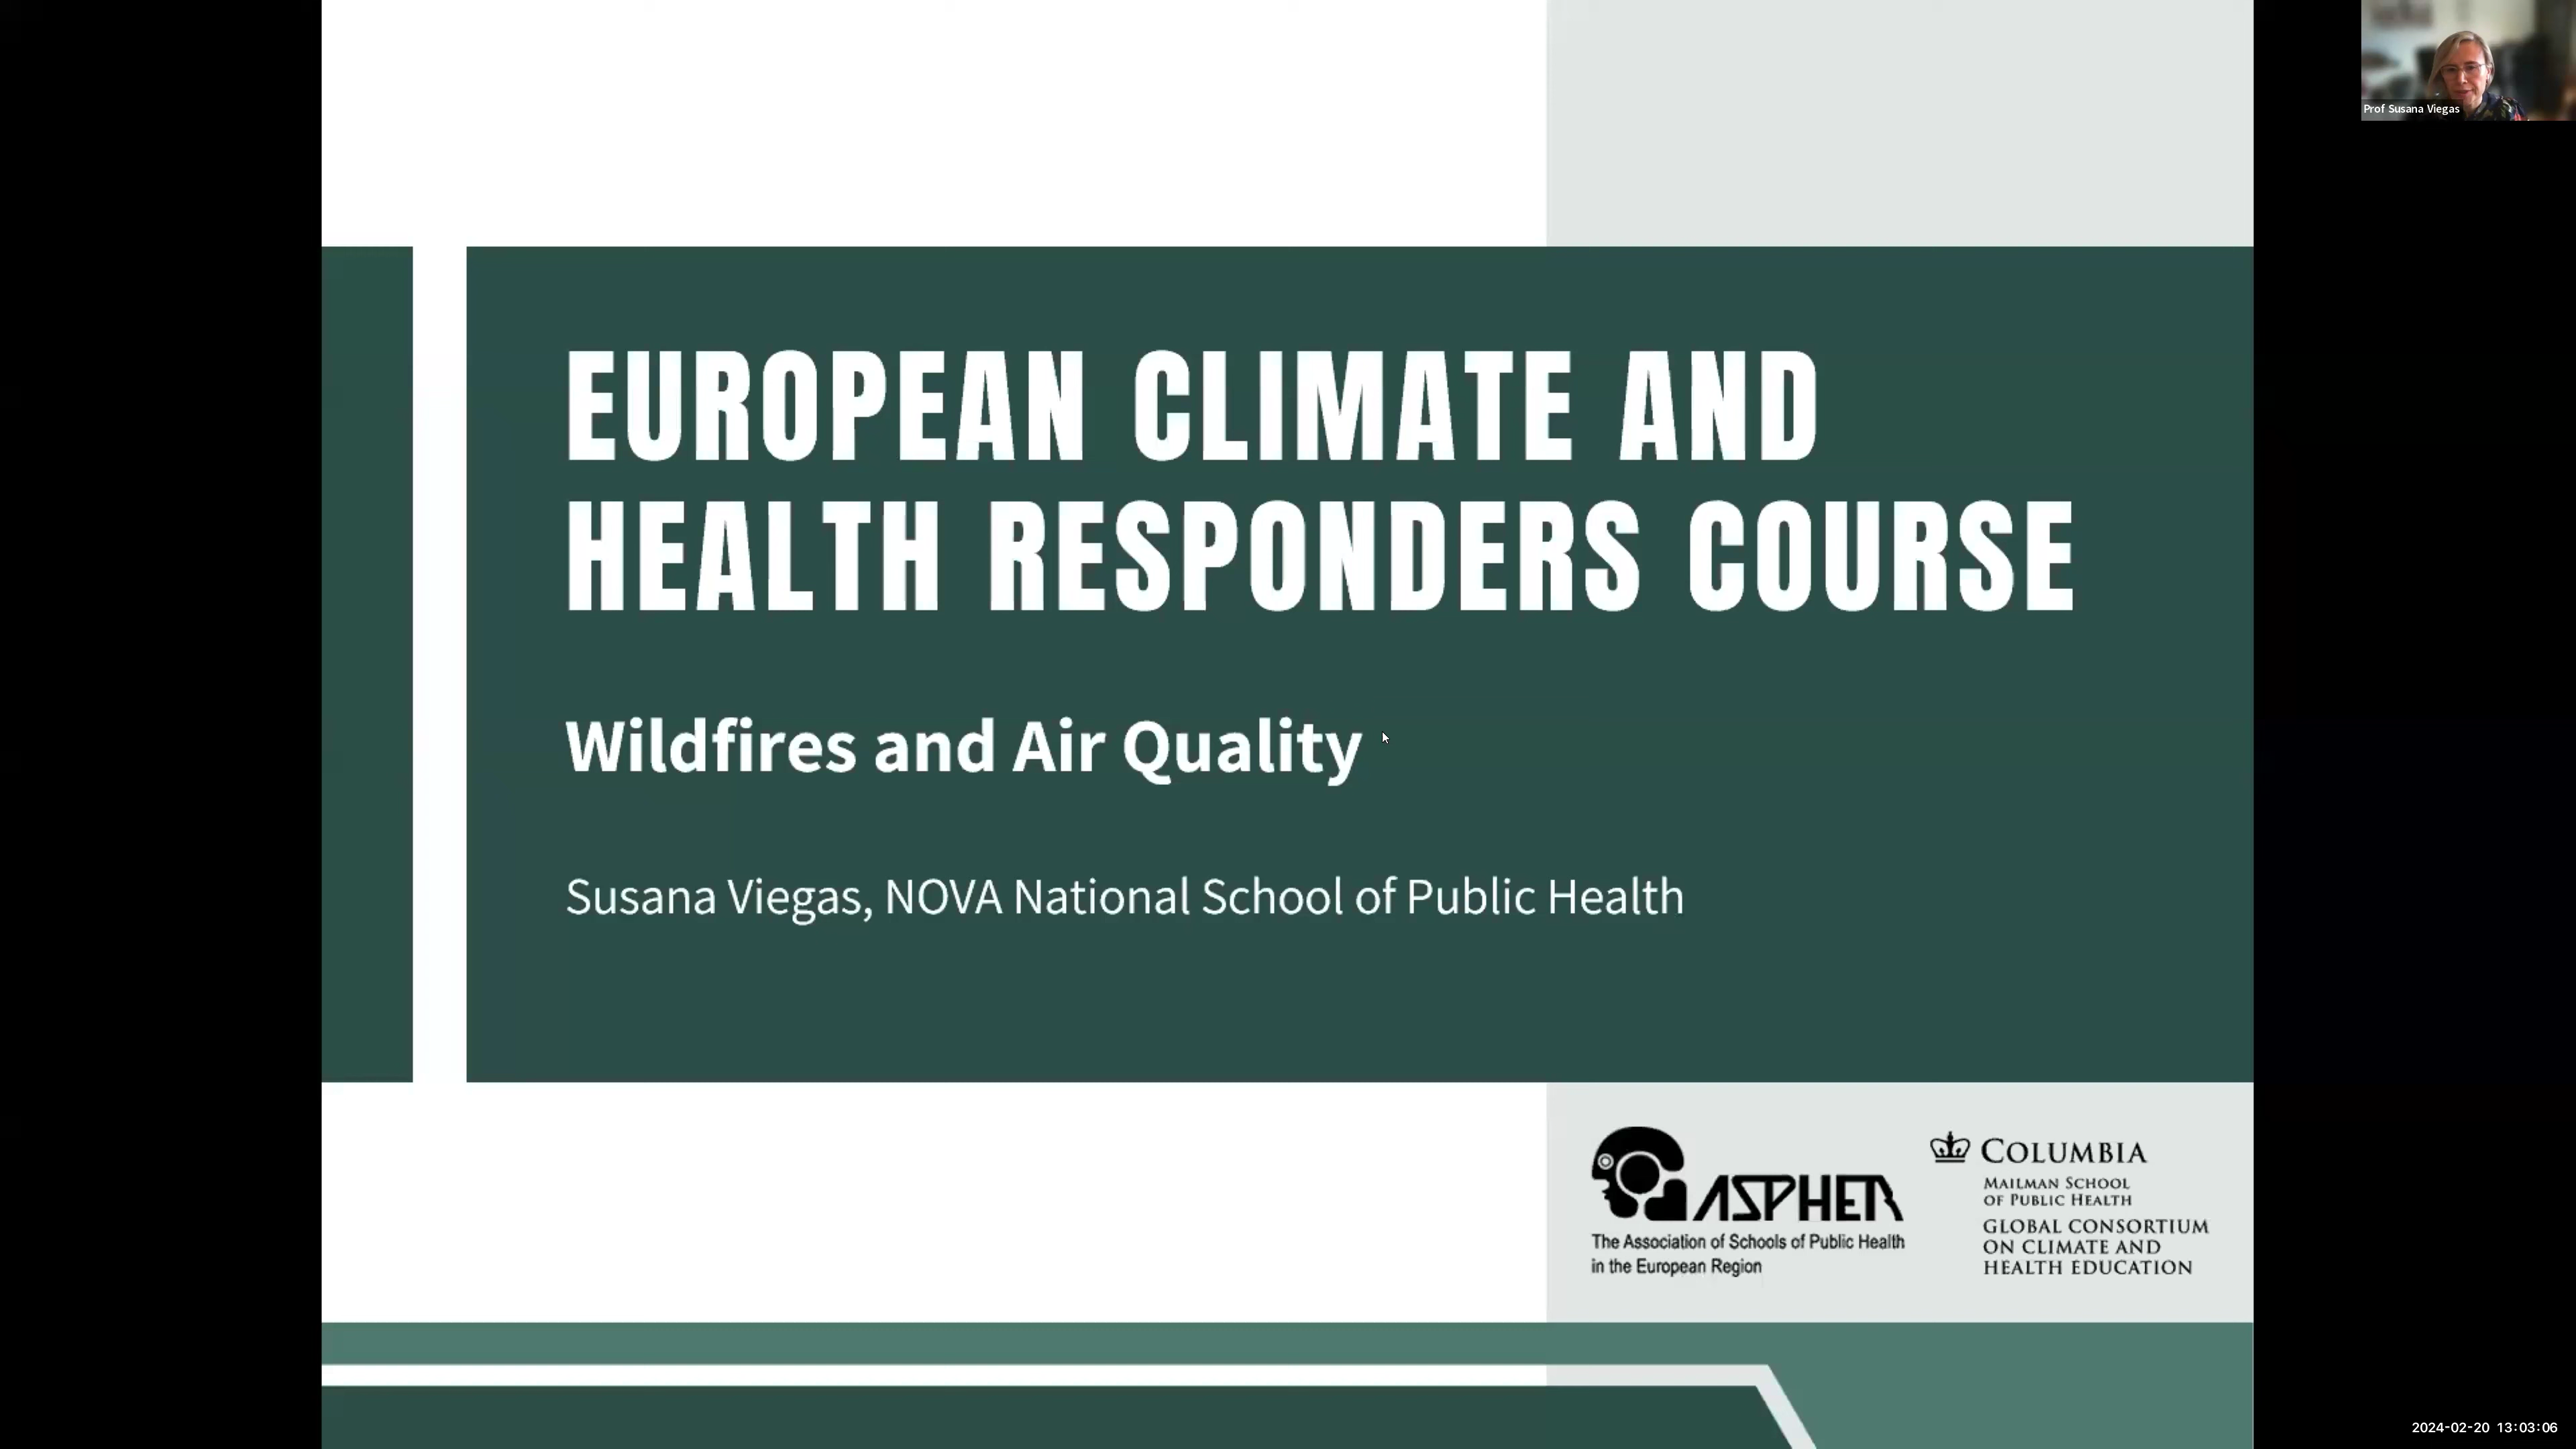 Prof Susana Viegas
EUROPEAN CLIMATE AND
HEALTH RESPONDERS COURSE
Wildfires and Air Quality
Susana Viegas, NOVA National School of Public Health
ASPHER
The Association of Schools of Public Health
in the European Region
COLUMBIA
MAILMAN SCHOOL
OF PUBLIC HEALTH
GLOBAL CONSORTIUM
ON CLIMATE AND
HEALTH EDUCATION
2024-02-20 13:03:06